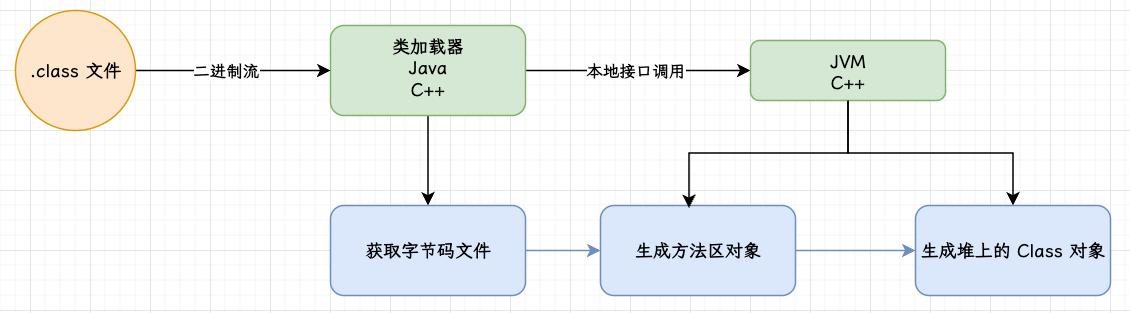 .class 文件
二进制流
类加载器
Java
C++
本地接口调用
JVM
C++
获取字节码文件
生成方法区对象
生成堆上的 Class 对象